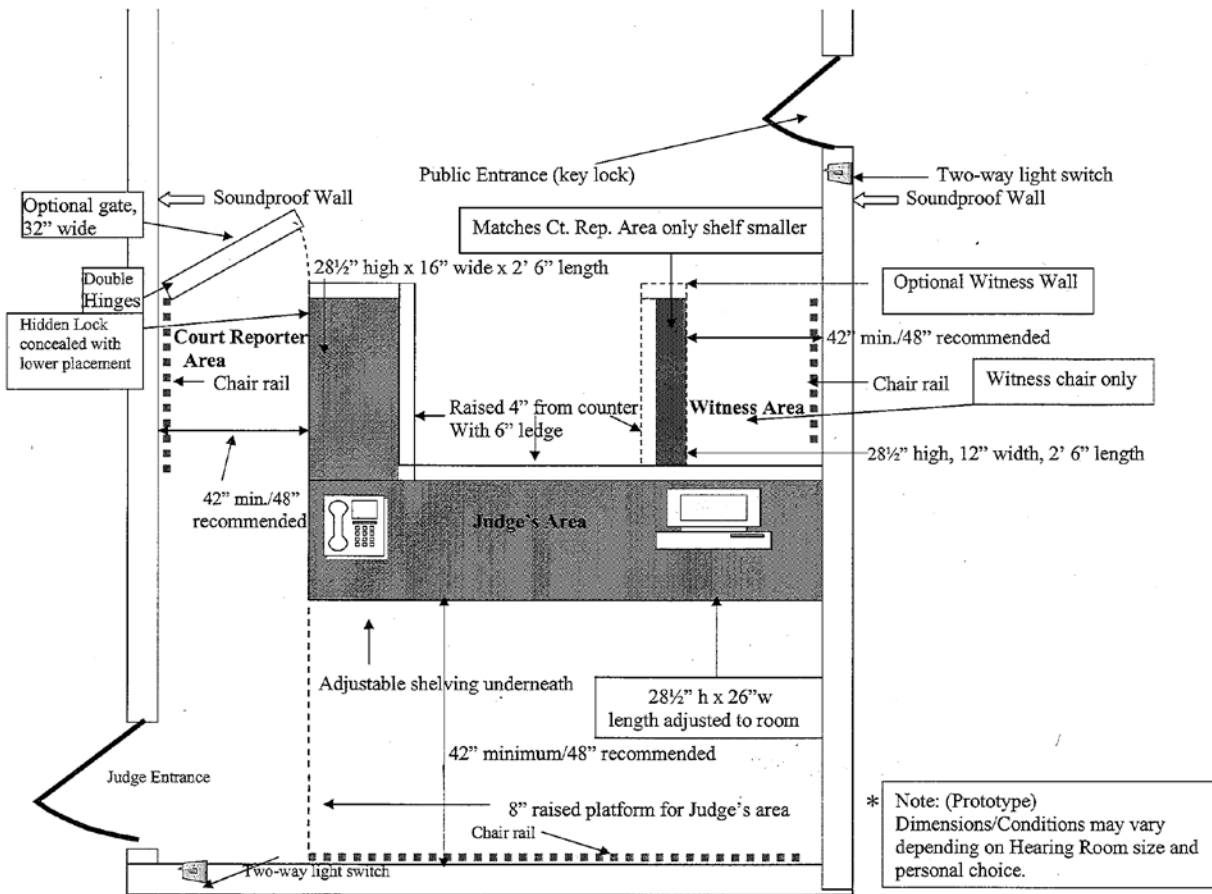 Public Entrance (key lock)
Two-way light switch
Soundproof Wall
Soundproof Wall
Optional gate,
32” wide
Matches Ct. Rep. Area only shelf smaller
28½” high x 16” wide x 2’ 6” length
Double
Hinges
Optional Witness Wall
Hidden Lock
concealed with
lower placement
Court Reporter
Area
42” min./48” recommended
Chair rail
Chair rail
Witness chair only
Raised 4” from counter
With 6” ledge
Witness Area
28½” high, 12” width, 2’ 6” length
42” min./48”
recommended
Judge’s Area
Adjustable shelving underneath
28½” h x 26”w
length adjusted to room
42” minimum/48” recommended
Judge Entrance
8” raised platform for Judge’s area
Chair rail
Two-way light switch
* Note: (Prototype)
Dimensions/Conditions may vary
depending on Hearing Room size and
personal choice.